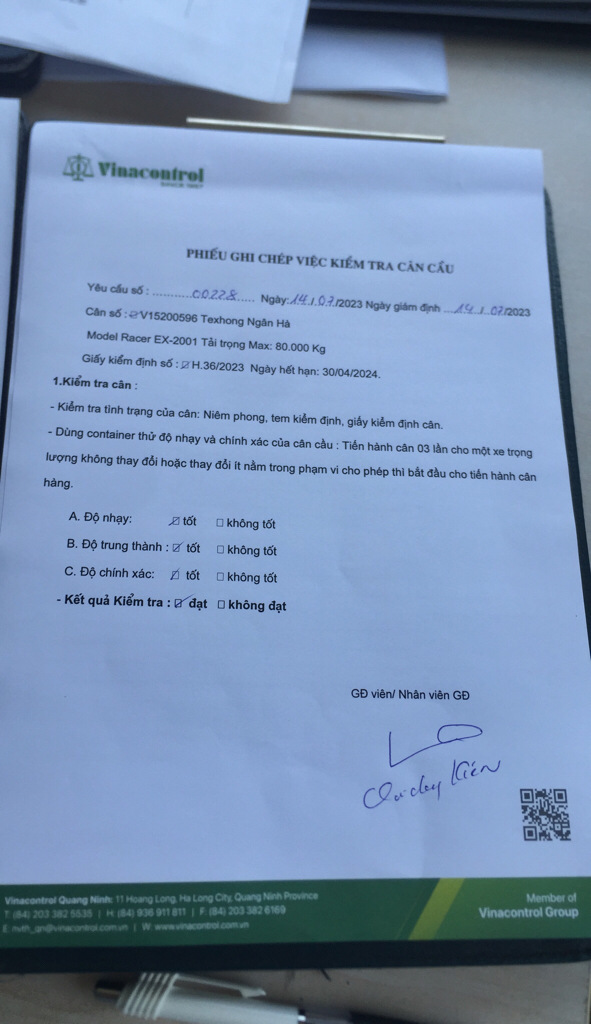 Vinacontrol
SINCE 1957
PHIẾU GHI CHÉP VIỆC KIỂM TRA CÂN CẦU
Yêu cầu số : ............00228..... Ngày:14./.07/2023 Ngày giám định ...14./.07/2023
Cân số : ☑V15200596 Texhong Ngân Hà
Model Racer EX-2001 Tải trọng Max: 80.000 Kg
Giấy kiểm định số : ☑ H.36/2023 Ngày hết hạn: 30/04/2024.
1.Kiểm tra cân :
- Kiểm tra tình trạng của cân: Niêm phong, tem kiểm định, giấy kiểm định cân.
- Dùng container thử độ nhạy và chính xác của cân cầu : Tiến hành cân 03 lần cho một xe trọng
lượng không thay đổi hoặc thay đổi ít nằm trong phạm vi cho phép thì bắt đầu cho tiến hành cân
hàng.
A. Độ nhạy: ☑ tốt ☐ không tốt
B. Độ trung thành : ☑ tốt ☐ không tốt
C. Độ chính xác: ☑ tốt ☐ không tốt
- Kết quả Kiểm tra : ☑ đạt ☐ không đạt
GĐ viên/ Nhân viên GĐ
Kiên
Vinacontrol Quang Ninh: 11 Hoang Long, Ha Long City, Quang Ninh Province
T: (84) 203 382 5535 | H: (84) 936 911 811 | F: (84) 203 382 6169
E: nvth_qn@vinacontrol.com.vn | W: www.vinacontrol.com.vn
Member of
Vinacontrol Group